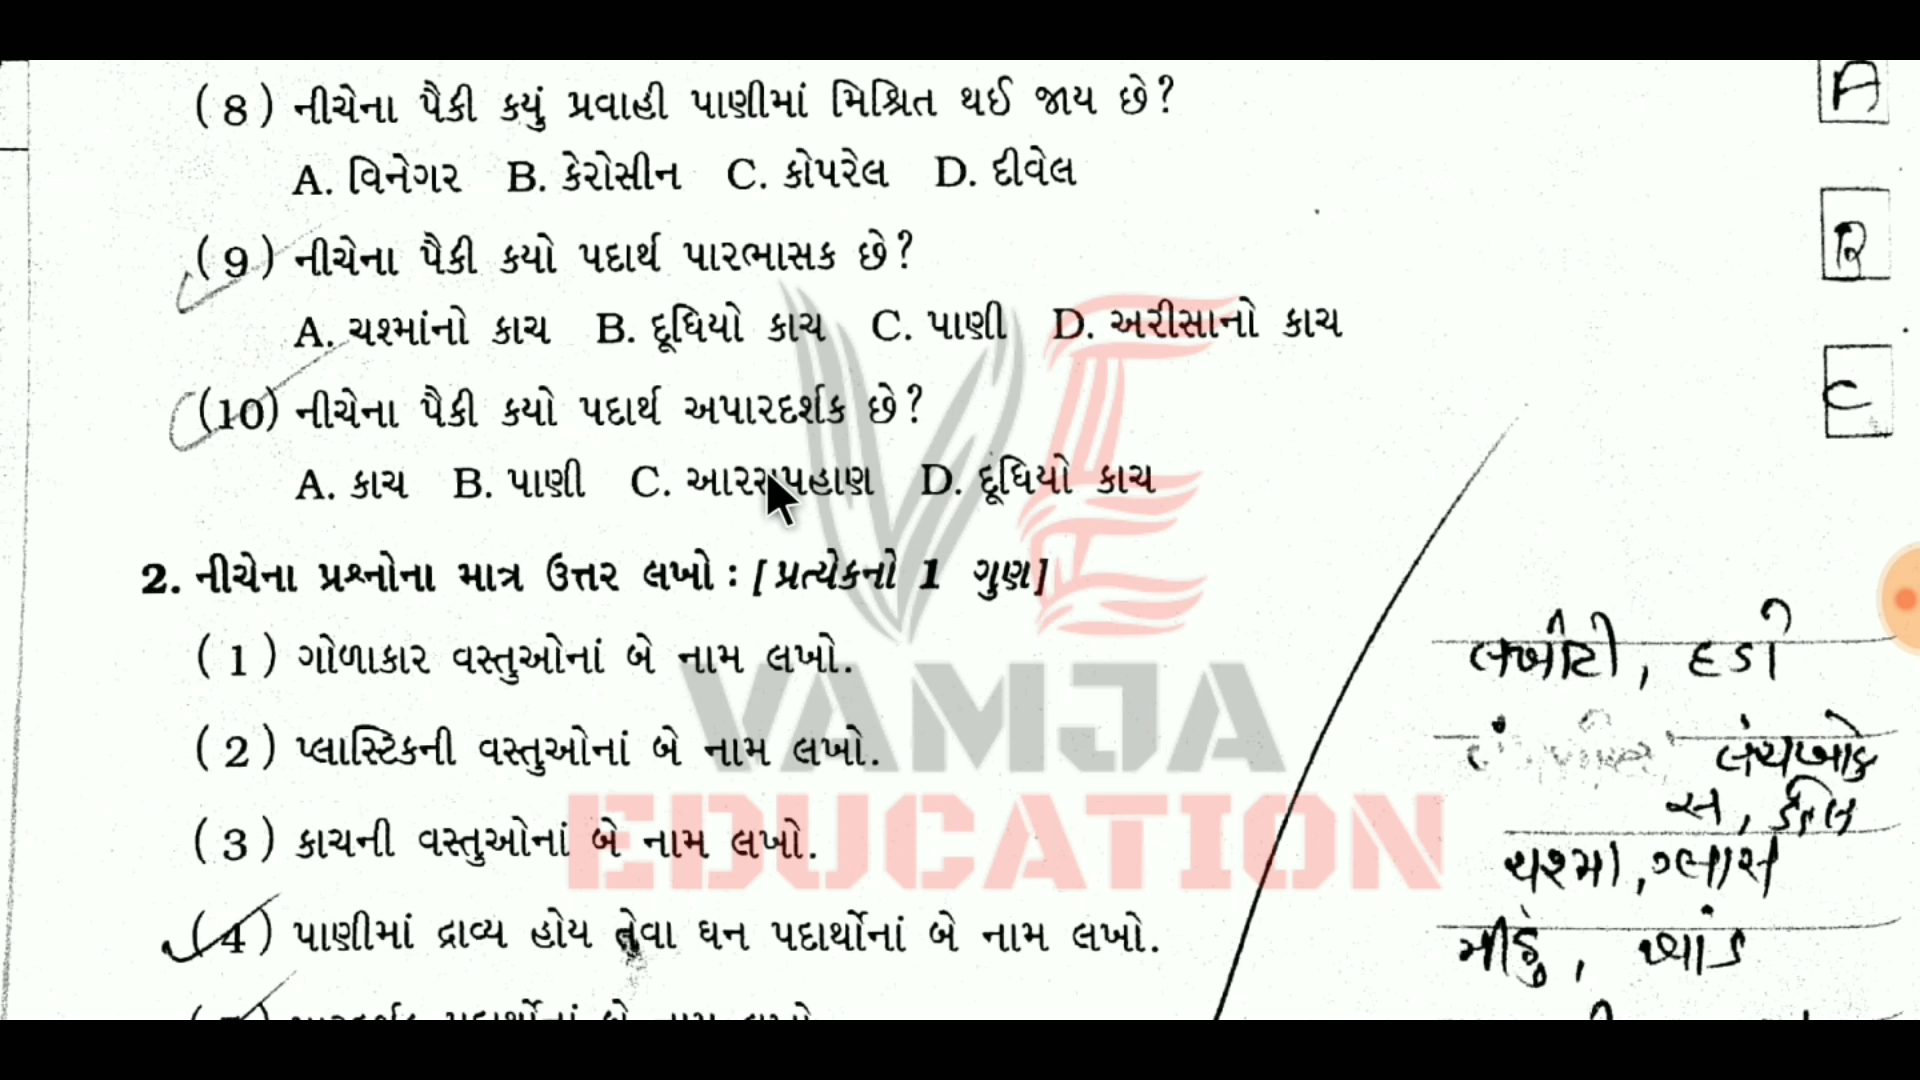 ( 8 ) નીચેના પૈકી કયું પ્રવાહી પાણીમાં મિશ્રિત થઈ જાય છે? A
A. વિનેગર B. કેરોસીન C. કોપરેલ D. દીવેલ
( 9 ) નીચેના પૈકી કયો પદાર્થ પારભાસક છે? B
A. ચશ્માંનો કાચ B. દૂધિયો કાચ C. પાણી D. અરીસાનો કાચ
(10) નીચેના પૈકી કયો પદાર્થ અપારદર્શક છે? C
A. કાચ B. પાણી C. આરસપહાણ D. દૂધિયો કાચ
2. નીચેના પ્રશ્નોના માત્ર ઉત્તર લખો : [પ્રત્યેકનો 1 ગુણ]
( 1 ) ગોળાકાર વસ્તુઓનાં બે નામ લખો. લખોટી, દડો
( 2 ) પ્લાસ્ટિકની વસ્તુઓનાં બે નામ લખો. લંચબોક્
સ,
( 3 ) કાચની વસ્તુઓનાં બે નામ લખો. ચશ્મા, ગ્લાસ
( 4 ) પાણીમાં દ્રાવ્ય હોય તેવા ઘન પદાર્થોનાં બે નામ લખો. મીઠું, ખાંડ
VE
VAMJA
EDUCATION